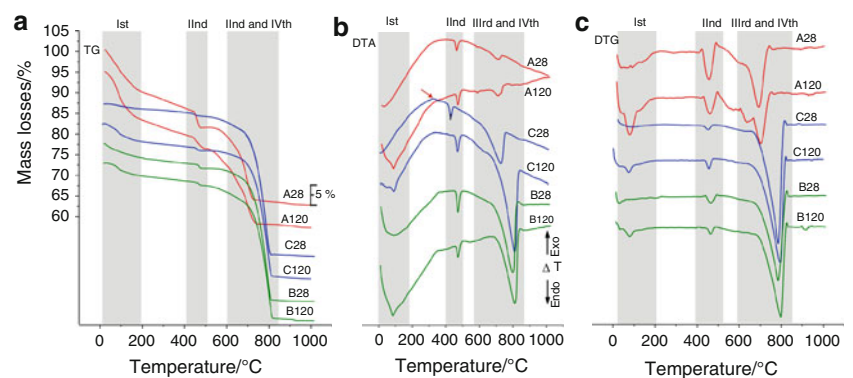 a
Ist
IInd
IInd and IVth
TG
105
100
95
90
85
80
75
70
65
60
Mass losses/%
A28
5 %
A120
C28
C120
B28
B120
0 200 400 600 800 1000
Temperature/°C
b
Ist
IInd
IIIrd and IVth
DTA
A28
A120
C28
C120
B28
B120
Exo
Δ T
Endo
0 200 400 600 800 1000
Temperature/°C
c
Ist
IInd
IIIrd and IVth
DTG
A28
A120
C28
C120
B28
B120
0 200 400 600 800 1000
Temperature/°C